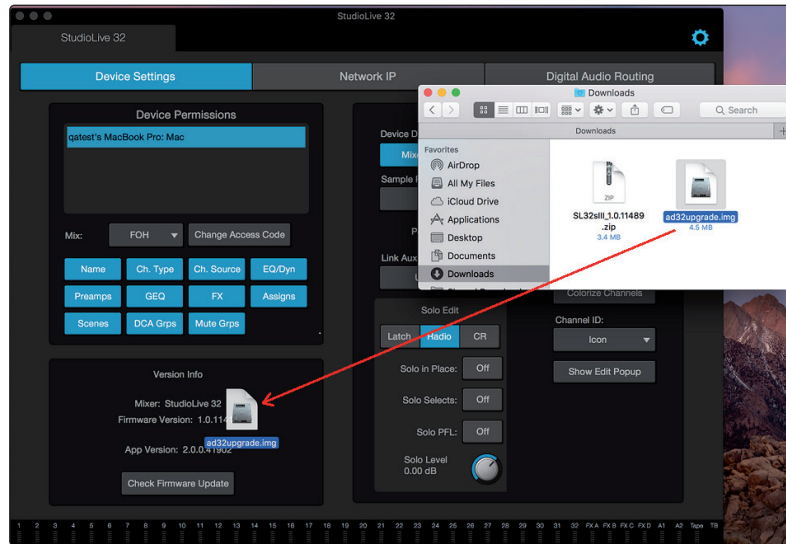 StudioLive 32
StudioLive 32
Device Settings
Network IP
Digital Audio Routing
Device Permissions
qatest's MacBook Pro: Mac
Mix:
FOH
Change Access Code
Name
Ch. Type
Ch. Source
EQ/Dyn
Preamps
GEQ
FX
Assigns
Scenes
DCA Grps
Mute Grps
Version Info
Mixer: StudioLive 32
Firmware Version: 1.0.114
ad32upgrade.img
App Version: 2.0.0.41902
Check Firmware Update
Device D
Mix
Sample
Link Aux
Solo Edit
Latch
Radio
CR
Solo in Place:
Off
Solo Selects:
Off
Solo PFL:
Off
Solo Level
0.00 dB
Colorize Channels
Channel ID:
Icon
Show Edit Popup
Downloads
Search
Downloads
Favorites
AirDrop
All My Files
iCloud Drive
Applications
Desktop
Documents
Downloads
ZIP
SL32sIII_1.0.11489
.zip
3.4 MB
ad32upgrade.img
4.5 MB
1 2 3 4 5 6 7 8 9 10 11 12 13 14 15 16 17 18 19 20 21 22 23 24 25 26 27 28 29 30 31 32 FX A FX B FX C FX D A1 A2 Tape TB